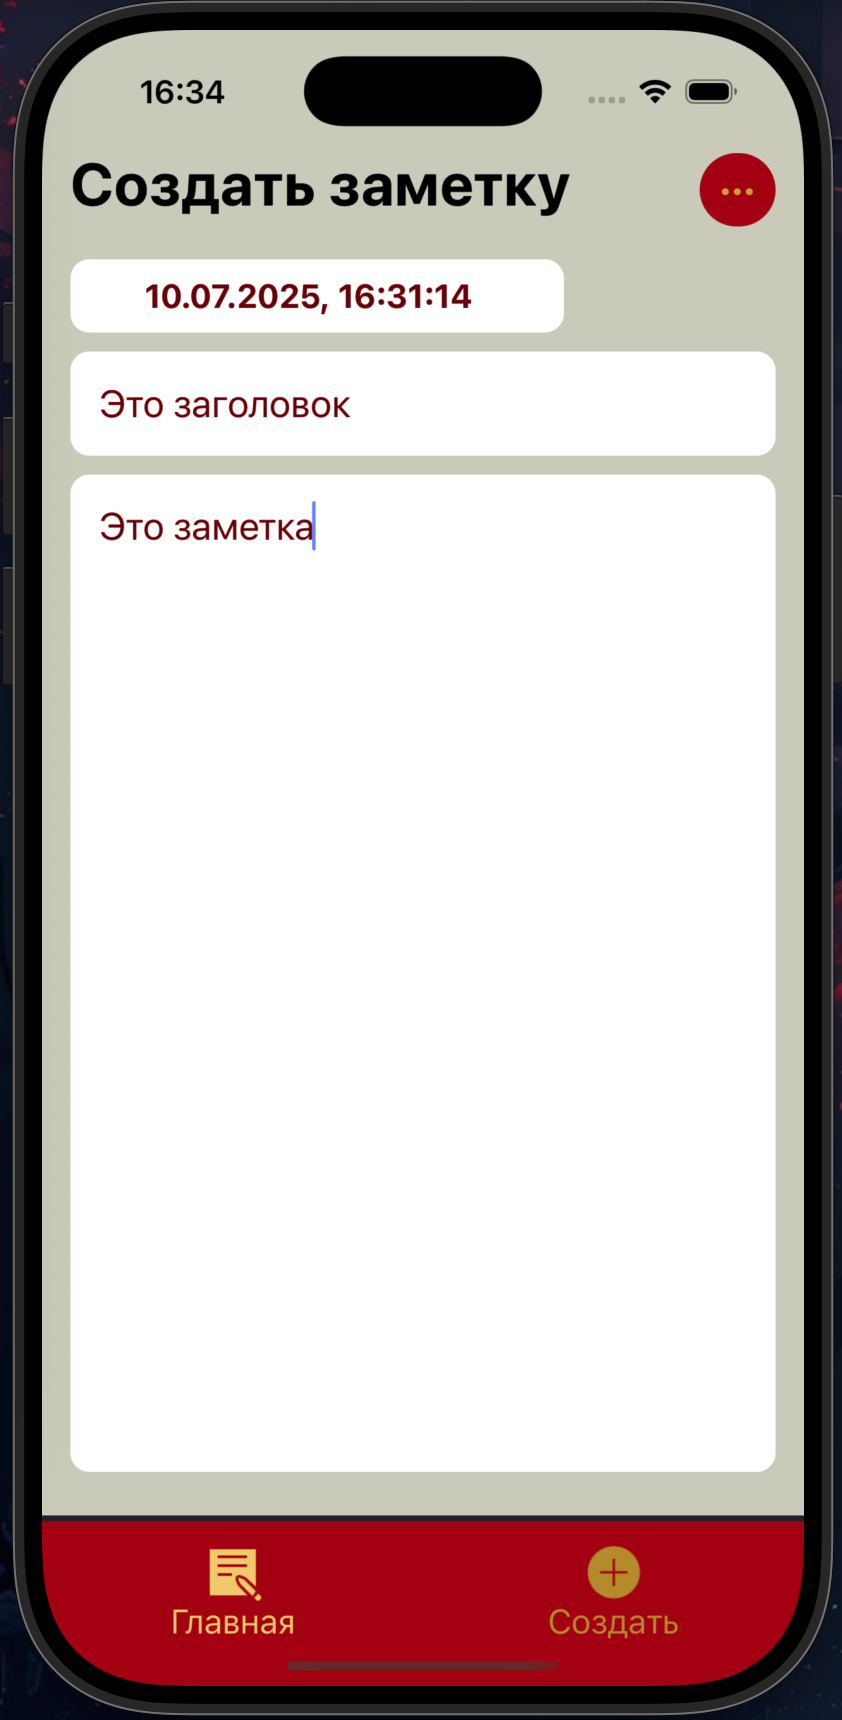 16:34
Создать заметку
10.07.2025, 16:31:14
Это заголовок
Это заметка
Главная
Создать